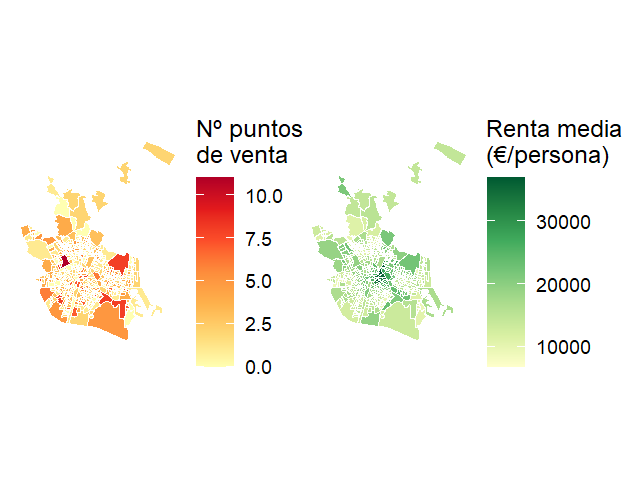 Nº puntos
de venta
10.0
7.5
5.0
2.5
0.0
Renta media
(€/persona)
30000
20000
10000